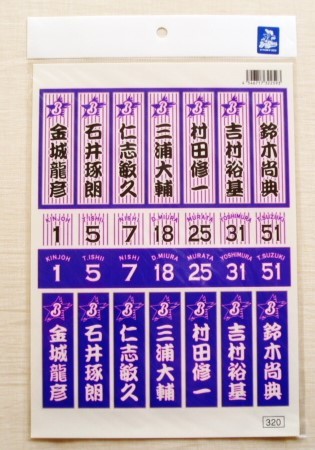 金城龍彦
石井琢朗
仁志敏久
三浦大輔
村田修一
吉村裕基
鈴木尚典
KINJOH T.ISHII NISHI D.MIURA MURATA YOSHIMURA T.SUZUKI
1 5 7 18 25 31 51
KINJOH T.ISHII NISHI D.MIURA MURATA YOSHIMURA T.SUZUKI
1 5 7 18 25 31 51
金城龍彦
石井琢朗
仁志敏久
三浦大輔
村田修一
吉村裕基
鈴木尚典
320